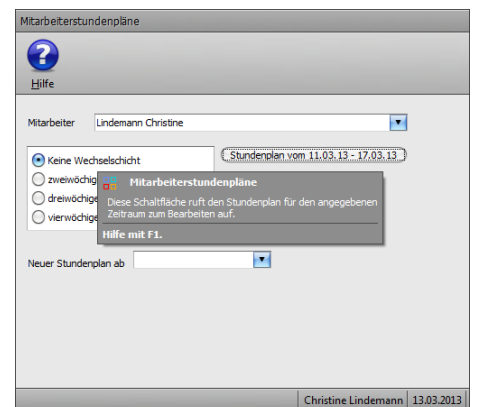 Mitarbeiterstundenpläne
Hilfe
Mitarbeiter Lindemann Christine
Keine Wechselschicht
Stundenplan vom 11.03.13 - 17.03.13
zweiwöchig
dreiwöchige
vierwöchige
Mitarbeiterstundenpläne
Diese Schaltfläche ruft den Stundenplan für den angegebenen
Zeitraum zum Bearbeiten auf.
Hilfe mit F1.
Neuer Stundenplan ab
Christine Lindemann 13.03.2013